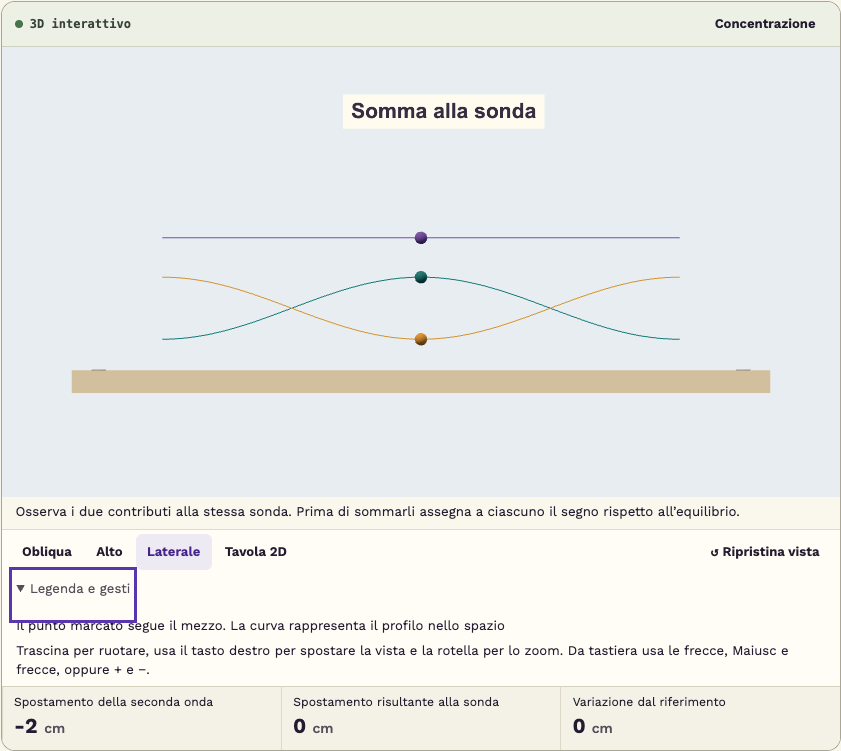 3D interattivo
Concentrazione
Somma alla sonda
Osserva i due contributi alla stessa sonda. Prima di sommarli assegna a ciascuno il segno rispetto all’equilibrio.
Obliqua Alto Laterale Tavola 2D ↺ Ripristina vista
▼ Legenda e gesti
Il punto marcato segue il mezzo. La curva rappresenta il profilo nello spazio
Trascina per ruotare, usa il tasto destro per spostare la vista e la rotella per lo zoom. Da tastiera usa le frecce, Maiusc e
frecce, oppure + e −.
Spostamento della seconda onda
-2 cm
Spostamento risultante alla sonda
0 cm
Variazione dal riferimento
0 cm